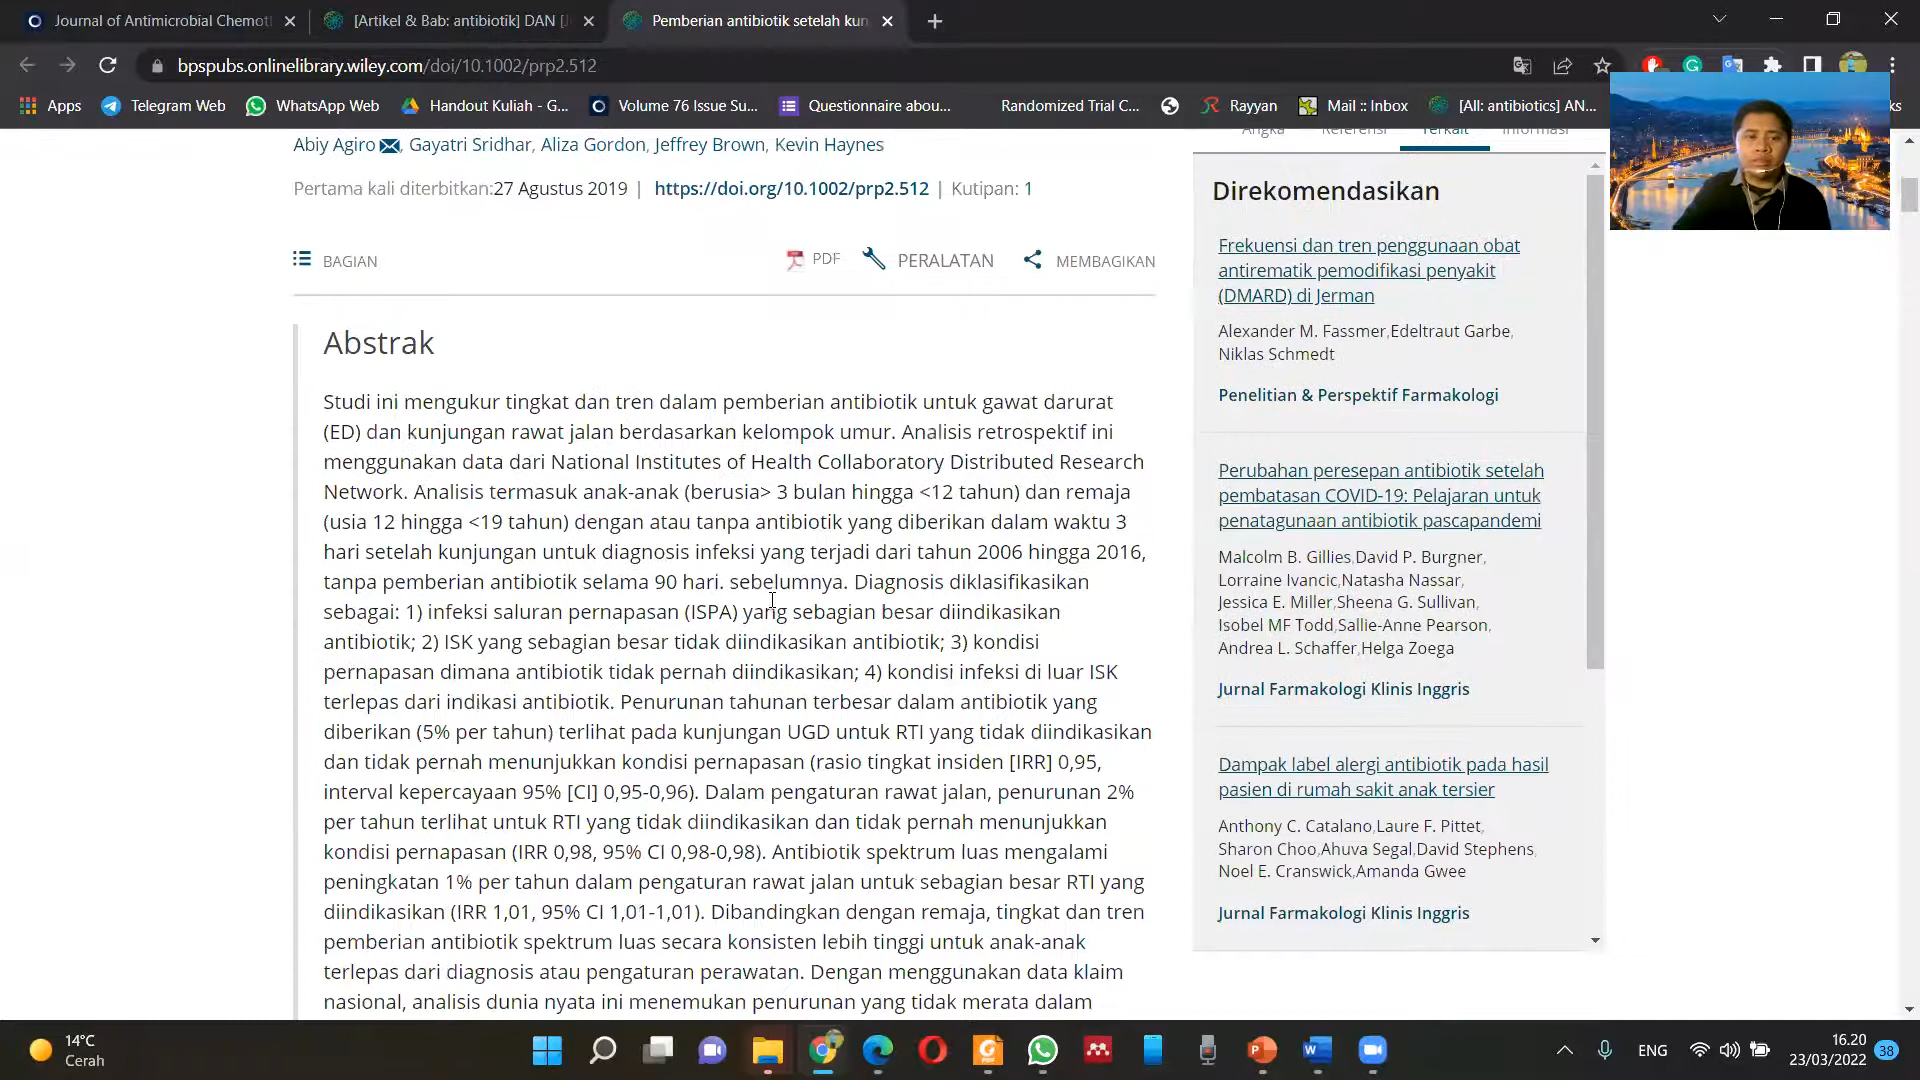 Journal of Antimicrobial Chemot
[Artikel & Bab: antibiotik] DAN [J
Pemberian antibiotik setelah kun
bpspubs.onlinelibrary.wiley.com/doi/10.1002/prp2.512
Apps
Telegram Web
WhatsApp Web
Handout Kuliah - G...
Volume 76 Issue Su...
Questionnaire abou...
Randomized Trial C...
Rayyan
Mail :: Inbox
[All: antibiotics] AN...
Abiy Agiro, Gayatri Sridhar, Aliza Gordon, Jeffrey Brown, Kevin Haynes
Pertama kali diterbitkan:27 Agustus 2019 | https://doi.org/10.1002/prp2.512 | Kutipan: 1
BAGIAN
PDF
PERALATAN
MEMBAGIKAN
Abstrak
Studi ini mengukur tingkat dan tren dalam pemberian antibiotik untuk gawat darurat
(ED) dan kunjungan rawat jalan berdasarkan kelompok umur. Analisis retrospektif ini
menggunakan data dari National Institutes of Health Collaboratory Distributed Research
Network. Analisis termasuk anak-anak (berusia> 3 bulan hingga <12 tahun) dan remaja
(usia 12 hingga <19 tahun) dengan atau tanpa antibiotik yang diberikan dalam waktu 3
hari setelah kunjungan untuk diagnosis infeksi yang terjadi dari tahun 2006 hingga 2016,
tanpa pemberian antibiotik selama 90 hari. sebelumnya. Diagnosis diklasifikasikan
sebagai: 1) infeksi saluran pernapasan (ISPA) yang sebagian besar diindikasikan
antibiotik; 2) ISK yang sebagian besar tidak diindikasikan antibiotik; 3) kondisi
pernapasan dimana antibiotik tidak pernah diindikasikan; 4) kondisi infeksi di luar ISK
terlepas dari indikasi antibiotik. Penurunan tahunan terbesar dalam antibiotik yang
diberikan (5% per tahun) terlihat pada kunjungan UGD untuk RTI yang tidak diindikasikan
dan tidak pernah menunjukkan kondisi pernapasan (rasio tingkat insiden [IRR] 0,95,
interval kepercayaan 95% [CI] 0,95-0,96). Dalam pengaturan rawat jalan, penurunan 2%
per tahun terlihat untuk RTI yang tidak diindikasikan dan tidak pernah menunjukkan
kondisi pernapasan (IRR 0,98, 95% CI 0,98-0,98). Antibiotik spektrum luas mengalami
peningkatan 1% per tahun dalam pengaturan rawat jalan untuk sebagian besar RTI yang
diindikasikan (IRR 1,01, 95% CI 1,01-1,01). Dibandingkan dengan remaja, tingkat dan tren
pemberian antibiotik spektrum luas secara konsisten lebih tinggi untuk anak-anak
terlepas dari diagnosis atau pengaturan perawatan. Dengan menggunakan data klaim
nasional, analisis dunia nyata ini menemukan penurunan yang tidak merata dalam
Angka
Referensi
Terkait
Informasi
Direkomendasikan
Frekuensi dan tren penggunaan obat
antirematik pemodifikasi penyakit
(DMARD) di Jerman
Alexander M. Fassmer,Edeltraut Garbe,
Niklas Schmedt
Penelitian & Perspektif Farmakologi
Perubahan peresepan antibiotik setelah
pembatasan COVID-19: Pelajaran untuk
penatagunaan antibiotik pascapandemi
Malcolm B. Gillies,David P. Burgner,
Lorraine Ivancic,Natasha Nassar,
Jessica E. Miller,Sheena G. Sullivan,
Isobel MF Todd,Sallie-Anne Pearson,
Andrea L. Schaffer,Helga Zoega
Jurnal Farmakologi Klinis Inggris
Dampak label alergi antibiotik pada hasil
pasien di rumah sakit anak tersier
Anthony C. Catalano,Laure F. Pittet,
Sharon Choo,Ahuva Segal,David Stephens,
Noel E. Cranswick,Amanda Gwee
Jurnal Farmakologi Klinis Inggris
14°C
Cerah
ENG
16.20
23/03/2022
38